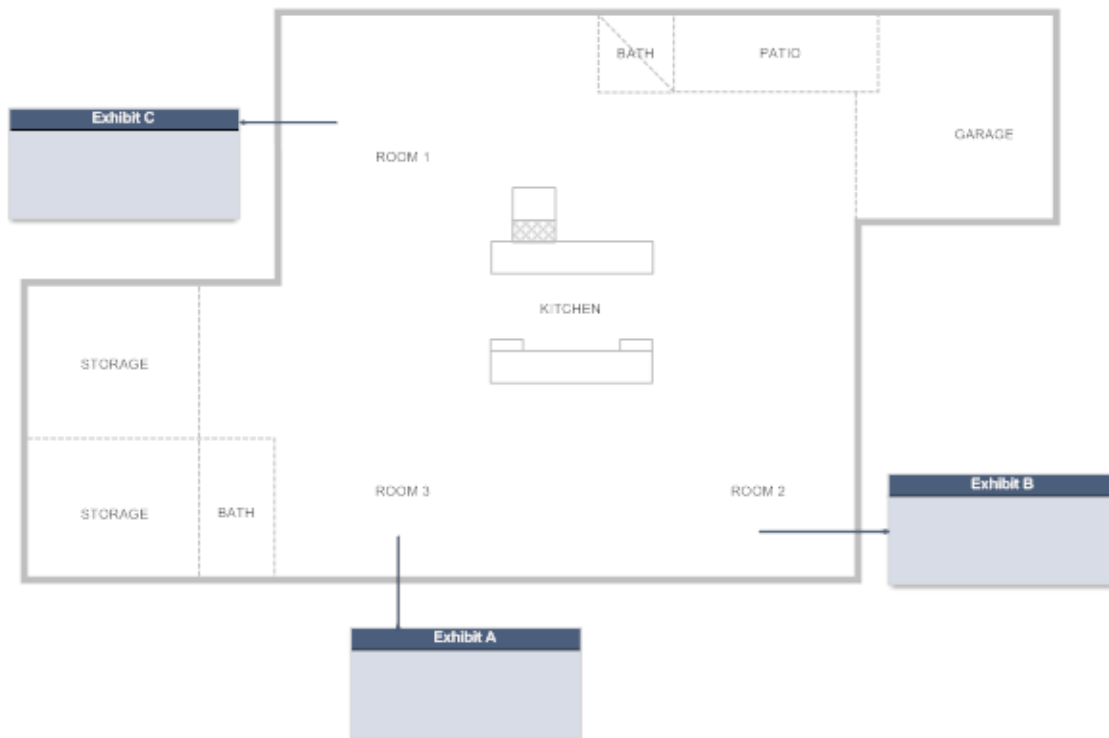 BATH
PATIO
Exhibit C
GARAGE
ROOM 1
KITCHEN
STORAGE
ROOM 3
ROOM 2
Exhibit B
STORAGE
BATH
Exhibit A